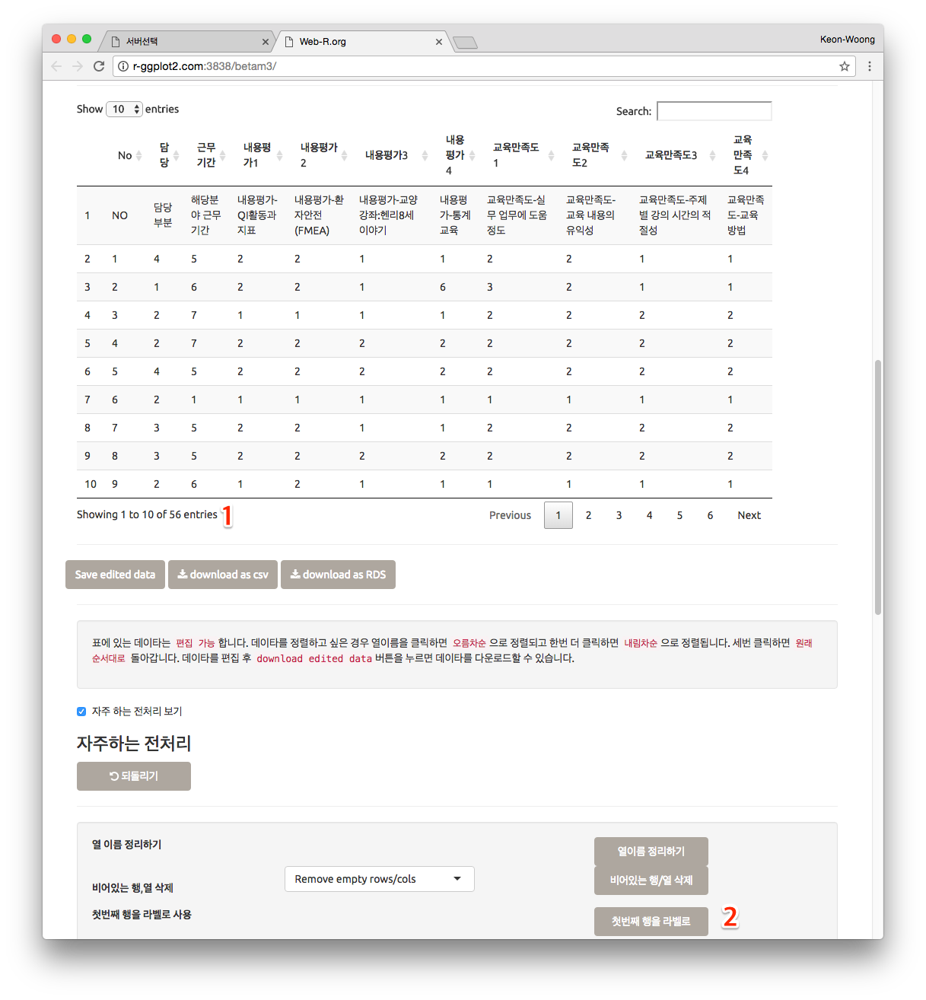 서버선택
Web-R.org
Keon-Woong
r-ggplot2.com:3838/betam3/
Show 10 entries
Search:
No 담당 근무기간 내용평가1 내용평가2 내용평가3 내용평가4 교육만족도1 교육만족도2 교육만족도3 교육만족도4
1 NO 담당부분 해당분야 근무기간 내용평가-QI활동과 지표 내용평가-환자안전(FMEA) 내용평가-교양강좌:헨리8세 이야기 내용평가-통계교육 교육만족도-실무 업무에 도움 정도 교육만족도-교육 내용의 유익성 교육만족도-주제별 강의 시간의 적절성 교육만족도-교육방법
2 1 4 5 2 2 1 1 2 2 1 1
3 2 1 6 2 2 1 6 3 2 1 1
4 3 2 7 1 1 1 1 2 2 2 2
5 4 2 7 2 2 2 2 2 2 2 2
6 5 4 5 2 2 2 2 2 2 2 2
7 6 2 1 1 1 1 1 1 1 1 1
8 7 3 5 2 2 1 1 2 2 2 2
9 8 3 5 2 2 2 2 2 2 2 2
10 9 2 6 1 2 1 1 1 1 1 1
Showing 1 to 10 of 56 entries 1
Previous 1 2 3 4 5 6 Next
Save edited data download as csv download as RDS
표에 있는 데이타는 편집 가능 합니다. 데이타를 정렬하고 싶은 경우 열이름을 클릭하면 오름차순 으로 정렬되고 한번 더 클릭하면 내림차순 으로 정렬됩니다. 세번 클릭하면 원래
순서대로 돌아갑니다. 데이타를 편집 후 download edited data 버튼을 누르면 데이타를 다운로드할 수 있습니다.
자주 하는 전처리 보기
자주하는 전처리
되돌리기
열 이름 정리하기
열이름 정리하기
비어있는 행,열 삭제
Remove empty rows/cols
비어있는 행/열 삭제
첫번째 행을 라벨로 사용
첫번째 행을 라벨로
2